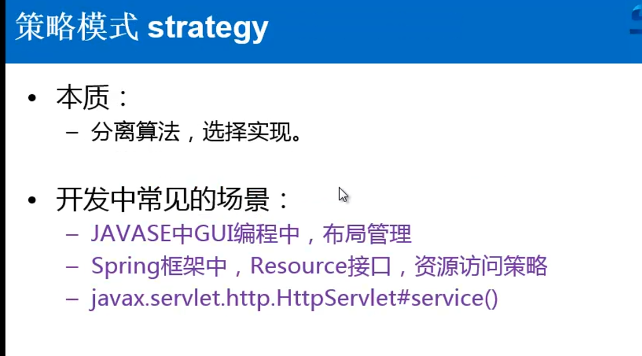 策略模式 strategy
• 本质：
– 分离算法，选择实现。
• 开发中常见的场景：
– JAVASE中GUI编程中，布局管理
– Spring框架中，Resource接口，资源访问策略
– javax.servlet.http.HttpServlet#service()